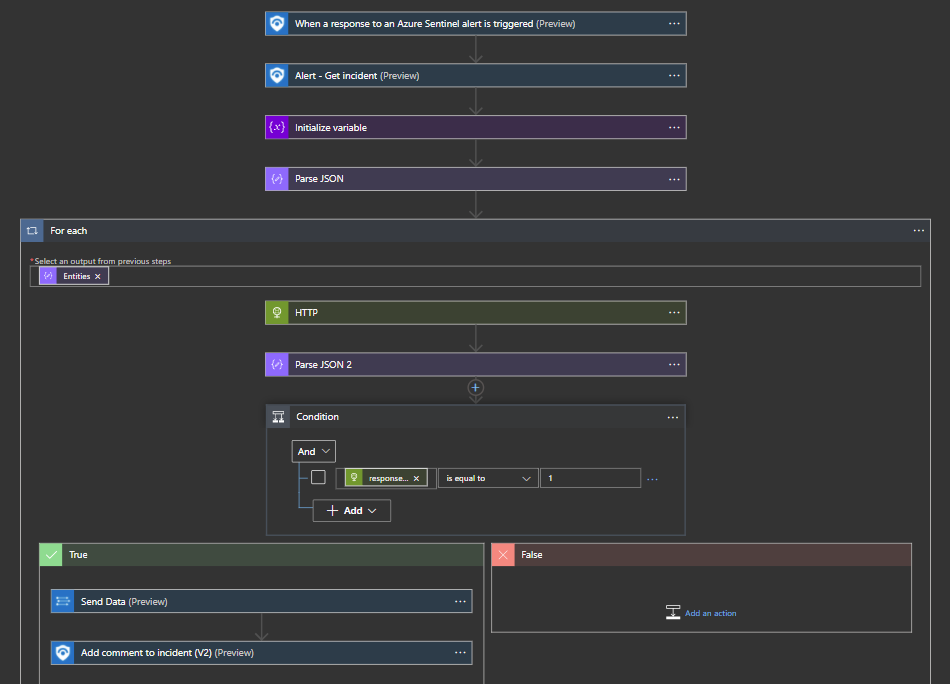 When a response to an Azure Sentinel alert is triggered (Preview)
Alert - Get incident (Preview)
{x} Initialize variable
Parse JSON
For each
*Select an output from previous steps
Entities ×
HTTP
Parse JSON 2
Condition
And
response... × is equal to 1
+ Add
True
False
Send Data (Preview)
Add an action
Add comment to incident (V2) (Preview)